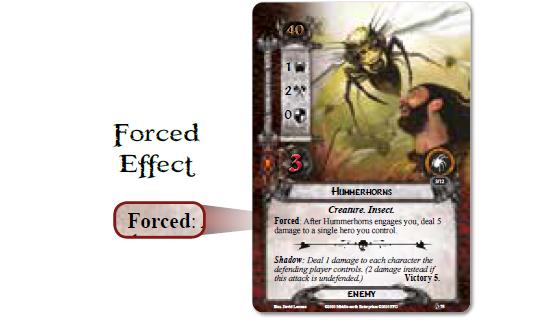 Forced
Effect
Forced:
40
1
2
0
3
3/12
HUMMERHORNS
Creature. Insect.
Forced: After Hummerhorns engages you, deal 5
damage to a single hero you control.
Shadow: Deal 1 damage to each character the
defending player controls. (2 damage instead if
this attack is undefended.)
Victory 5.
ENEMY